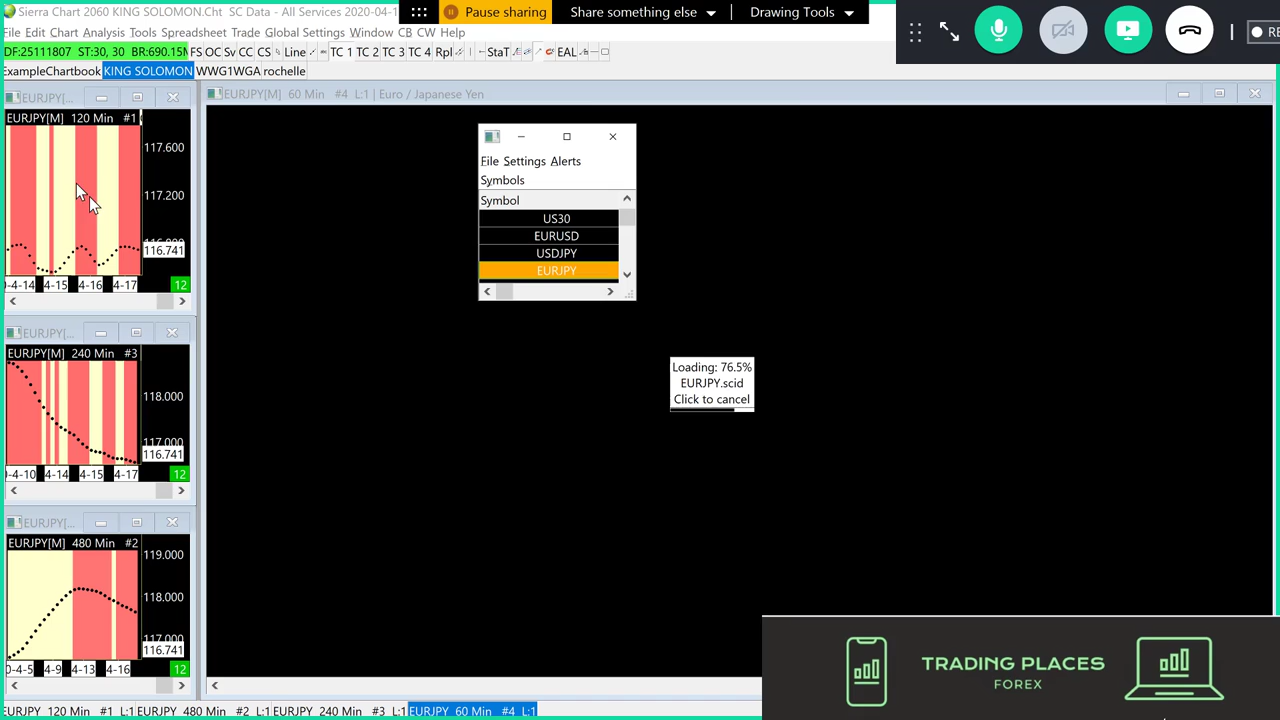 Sierra Chart 2060 KING SOLOMON.Cht SC Data - All Services 2020-04-1
Pause sharing
Share something else
Drawing Tools
RE
File Edit Chart Analysis Tools Spreadsheet Trade Global Settings Window CB CW Help
DF:25111807 ST:30, 30 BR:690.15M
FS OC Sv CC CS Line TC 1 TC 2 TC 3 TC 4 Rpl StaT EAL
ExampleChartbook KING SOLOMON WWG1WGA rochelle
EURJPY[...
EURJPY[M] 120 Min #1
117.600
117.200
116.741
0-4-14 4-15 4-16 4-17
12
EURJPY[...
EURJPY[M] 240 Min #3
118.000
117.000
116.741
0-4-10 4-14 4-15 4-17
12
EURJPY[...
EURJPY[M] 480 Min #2
119.000
118.000
117.000
116.741
0-4-5 4-9 4-13 4-16
12
EURJPY[M] 60 Min #4 L:1 | Euro / Japanese Yen
File Settings Alerts
Symbols
Symbol
US30
EURUSD
USDJPY
EURJPY
Loading: 76.5%
EURJPY.scid
Click to cancel
TRADING PLACES
FOREX
EURJPY 120 Min #1 L:1 EURJPY 480 Min #2 L:1 EURJPY 240 Min #3 L:1 EURJPY 60 Min #4 L:1